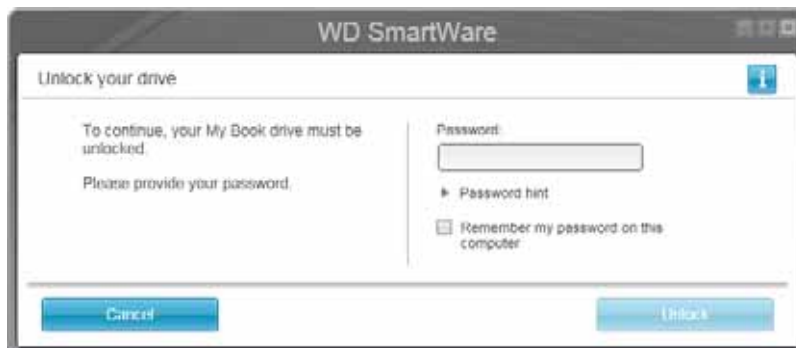 WD SmartWare
Unlock your drive
To continue, your My Book drive must be
unlocked.
Please provide your password.
Password:
Password hint
Remember my password on this
computer
Cancel
Unlock